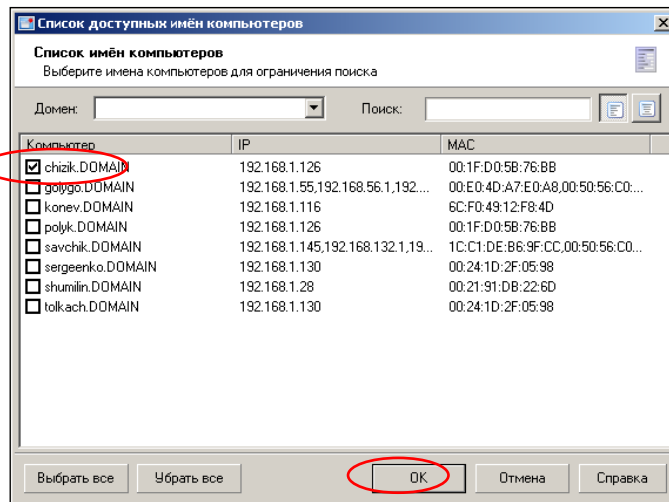 Список доступных имён компьютеров
Список имён компьютеров
Выберите имена компьютеров для ограничения поиска
Домен: Поиск:
Компьютер IP MAC
chizik.DOMAIN 192.168.1.126 00:1F:D0:5B:76:BB
golygo.DOMAIN 192.168.1.55,192.168.56.1,192.... 00:E0:4D:A7:E0:A8,00:50:56:C0:...
konev.DOMAIN 192.168.1.116 6C:F0:49:12:F8:4D
polyk.DOMAIN 192.168.1.126 00:1F:D0:5B:76:BB
savchik.DOMAIN 192.168.1.145,192.168.132.1,19... 1C:C1:DE:B6:9F:CC,00:50:56:C0...
sergeenko.DOMAIN 192.168.1.130 00:24:1D:2F:05:98
shumilin.DOMAIN 192.168.1.28 00:21:91:DB:22:6D
tolkach.DOMAIN 192.168.1.130 00:24:1D:2F:05:98
Выбрать все Убрать все OK Отмена Справка